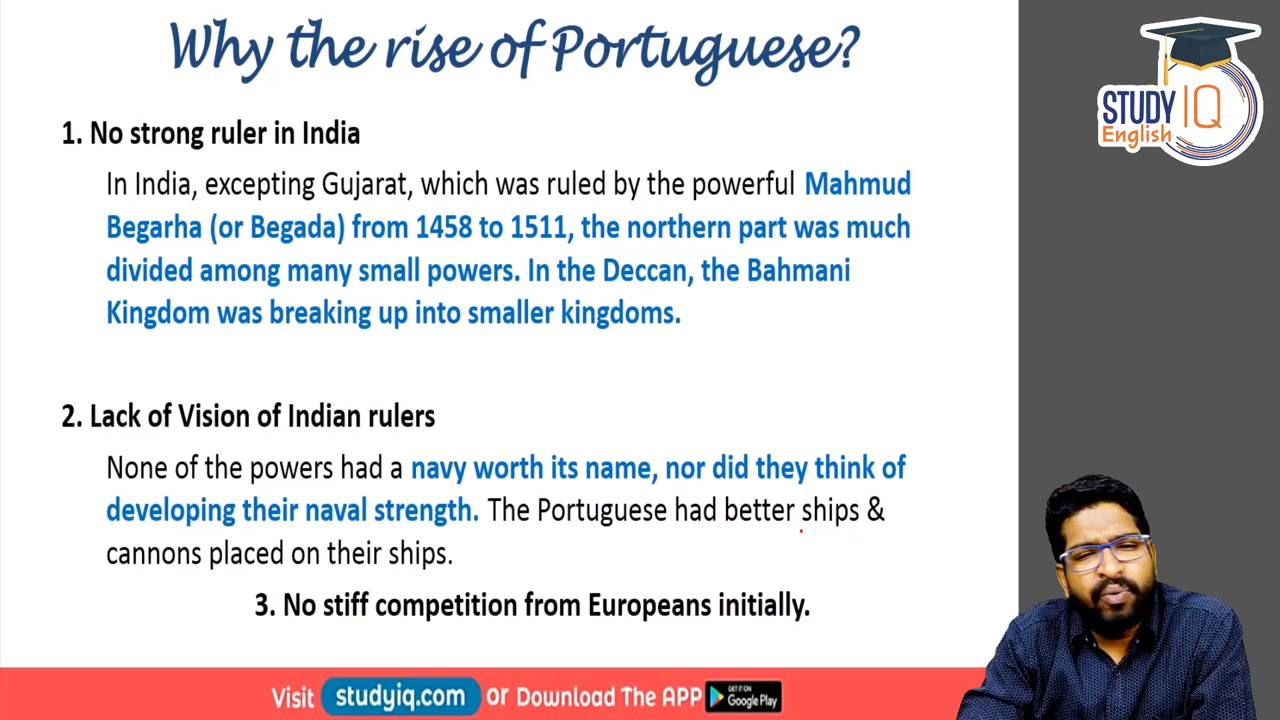 Why the rise of Portuguese?
STUDY IQ
English
1. No strong ruler in India
In India, excepting Gujarat, which was ruled by the powerful Mahmud
Begarha (or Begada) from 1458 to 1511, the northern part was much
divided among many small powers. In the Deccan, the Bahmani
Kingdom was breaking up into smaller kingdoms.
2. Lack of Vision of Indian rulers
None of the powers had a navy worth its name, nor did they think of
developing their naval strength. The Portuguese had better ships &
cannons placed on their ships.
3. No stiff competition from Europeans initially.
Visit studyiq.com or Download The APP GET IT ON Google Play